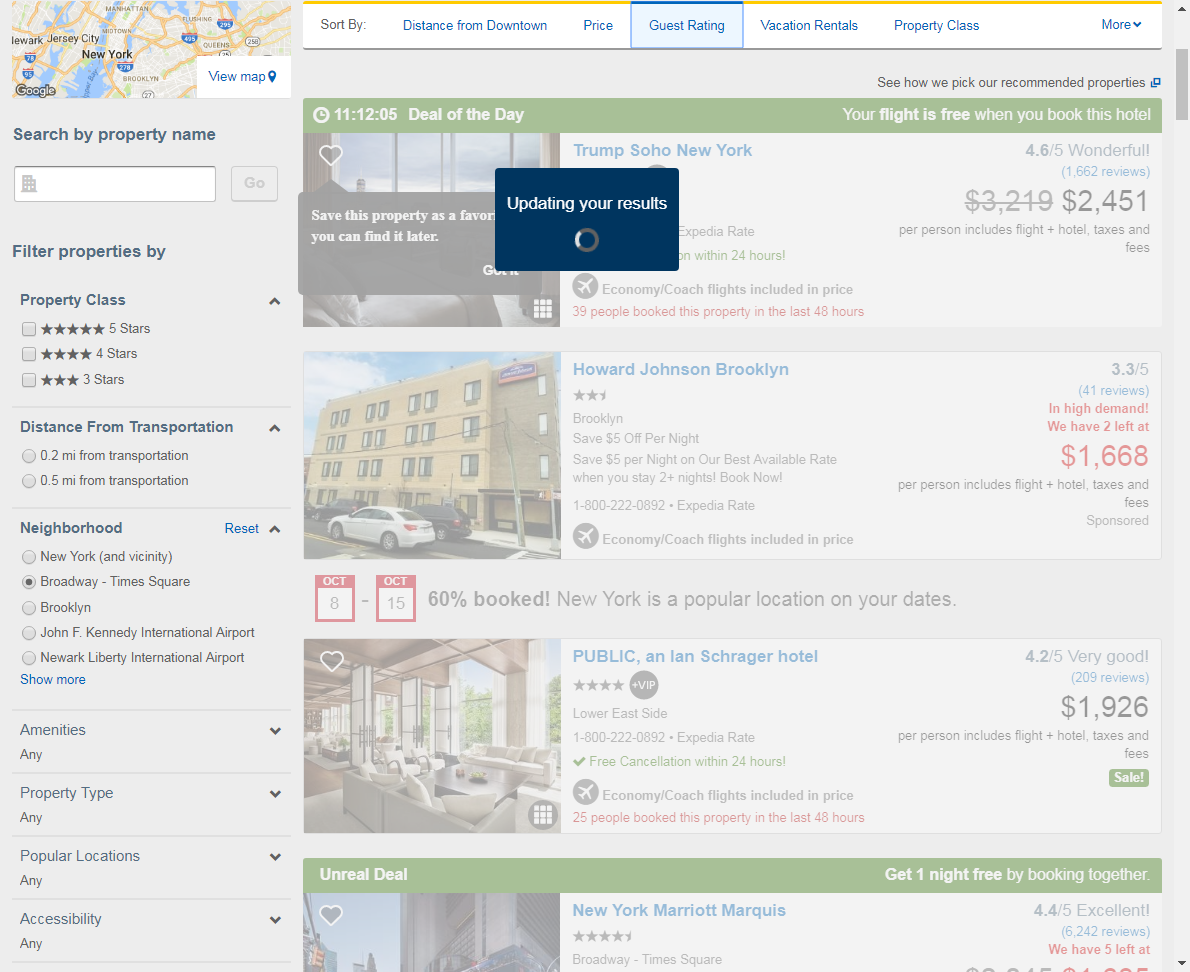 MANHATTAN
FLUSHING
495
Newark
Jersey City
MIDTOWN
495
QUEENS
258
78
New York
278
95
BROOKLYN
Google
View map
Search by property name
Go
Filter properties by
Property Class
5 Stars
4 Stars
3 Stars
Distance From Transportation
0.2 mi from transportation
0.5 mi from transportation
Neighborhood Reset
New York (and vicinity)
Broadway - Times Square
Brooklyn
John F. Kennedy International Airport
Newark Liberty International Airport
Show more
Amenities
Any
Property Type
Any
Popular Locations
Any
Accessibility
Any
Sort By: Distance from Downtown Price Guest Rating Vacation Rentals Property Class More
See how we pick our recommended properties
11:12:05 Deal of the Day Your flight is free when you book this hotel
Trump Soho New York
4.6/5 Wonderful!
(1,662 reviews)
$3,219 $2,451
per person includes flight + hotel, taxes and
fees
Save this property as a favori
you can find it later.
Got it
Updating your results
Expedia Rate
on within 24 hours!
Economy/Coach flights included in price
39 people booked this property in the last 48 hours
Howard Johnson Brooklyn
Brooklyn
Save $5 Off Per Night
Save $5 per Night on Our Best Available Rate
when you stay 2+ nights! Book Now!
1-800-222-0892 • Expedia Rate
Economy/Coach flights included in price
3.3/5
(41 reviews)
In high demand!
We have 2 left at
$1,668
per person includes flight + hotel, taxes and
fees
Sponsored
OCT
8
-
OCT
15
60% booked! New York is a popular location on your dates.
PUBLIC, an Ian Schrager hotel
+VIP
Lower East Side
1-800-222-0892 • Expedia Rate
Free Cancellation within 24 hours!
Economy/Coach flights included in price
25 people booked this property in the last 48 hours
4.2/5 Very good!
(209 reviews)
$1,926
per person includes flight + hotel, taxes and
fees
Sale!
Unreal Deal Get 1 night free by booking together.
New York Marriott Marquis
Broadway - Times Square
4.4/5 Excellent!
(6,242 reviews)
We have 5 left at